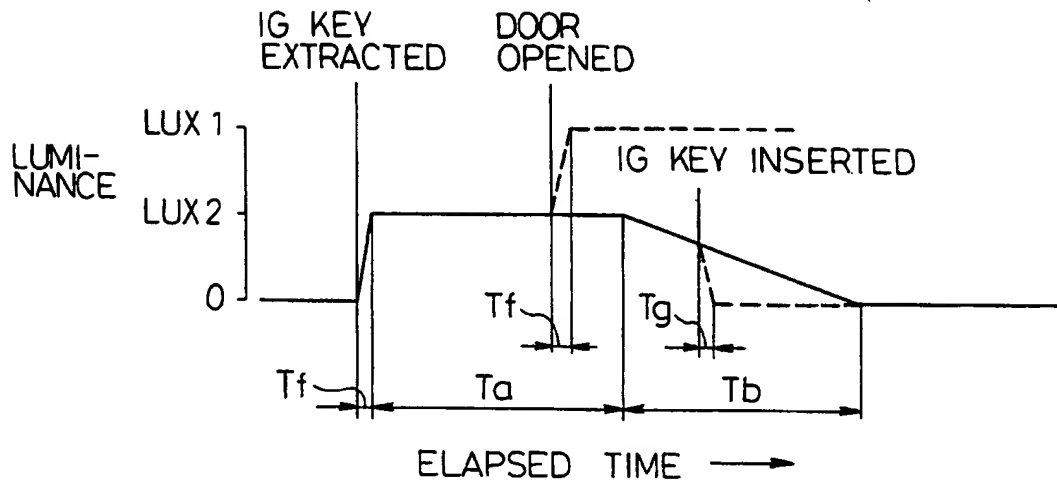 IG KEY
EXTRACTED
DOOR
OPENED
LUX 1
LUMI-
NANCE
IG KEY INSERTED
LUX 2
0
Tf
Tg
Tf
Ta
Tb
ELAPSED TIME